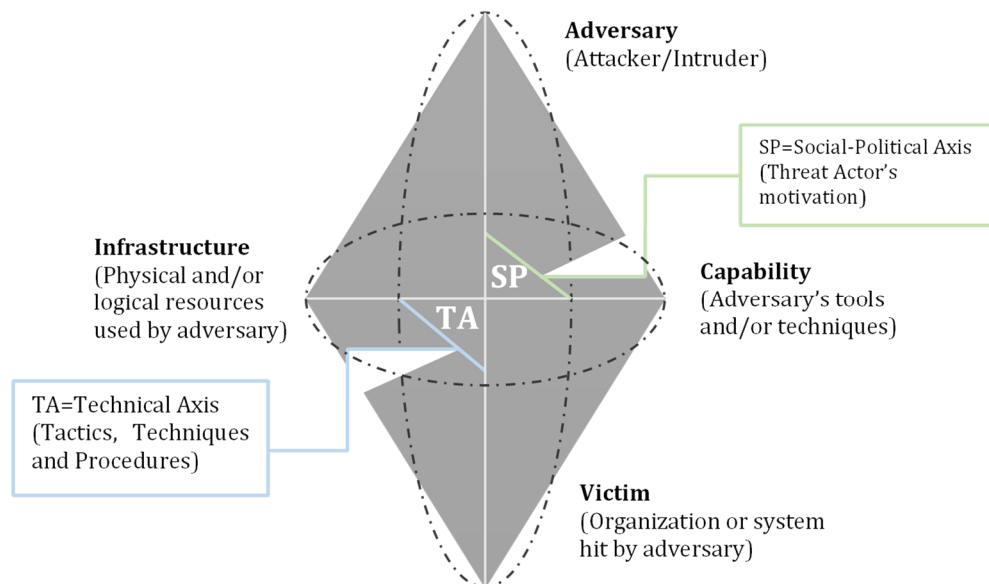 Adversary
(Attacker/Intruder)
SP=Social-Political Axis
(Threat Actor's
motivation)
Infrastructure
(Physical and/or
logical resources
used by adversary)
SP
Capability
(Adversary's tools
and/or techniques)
TA
TA=Technical Axis
(Tactics, Techniques
and Procedures)
Victim
(Organization or system
hit by adversary)